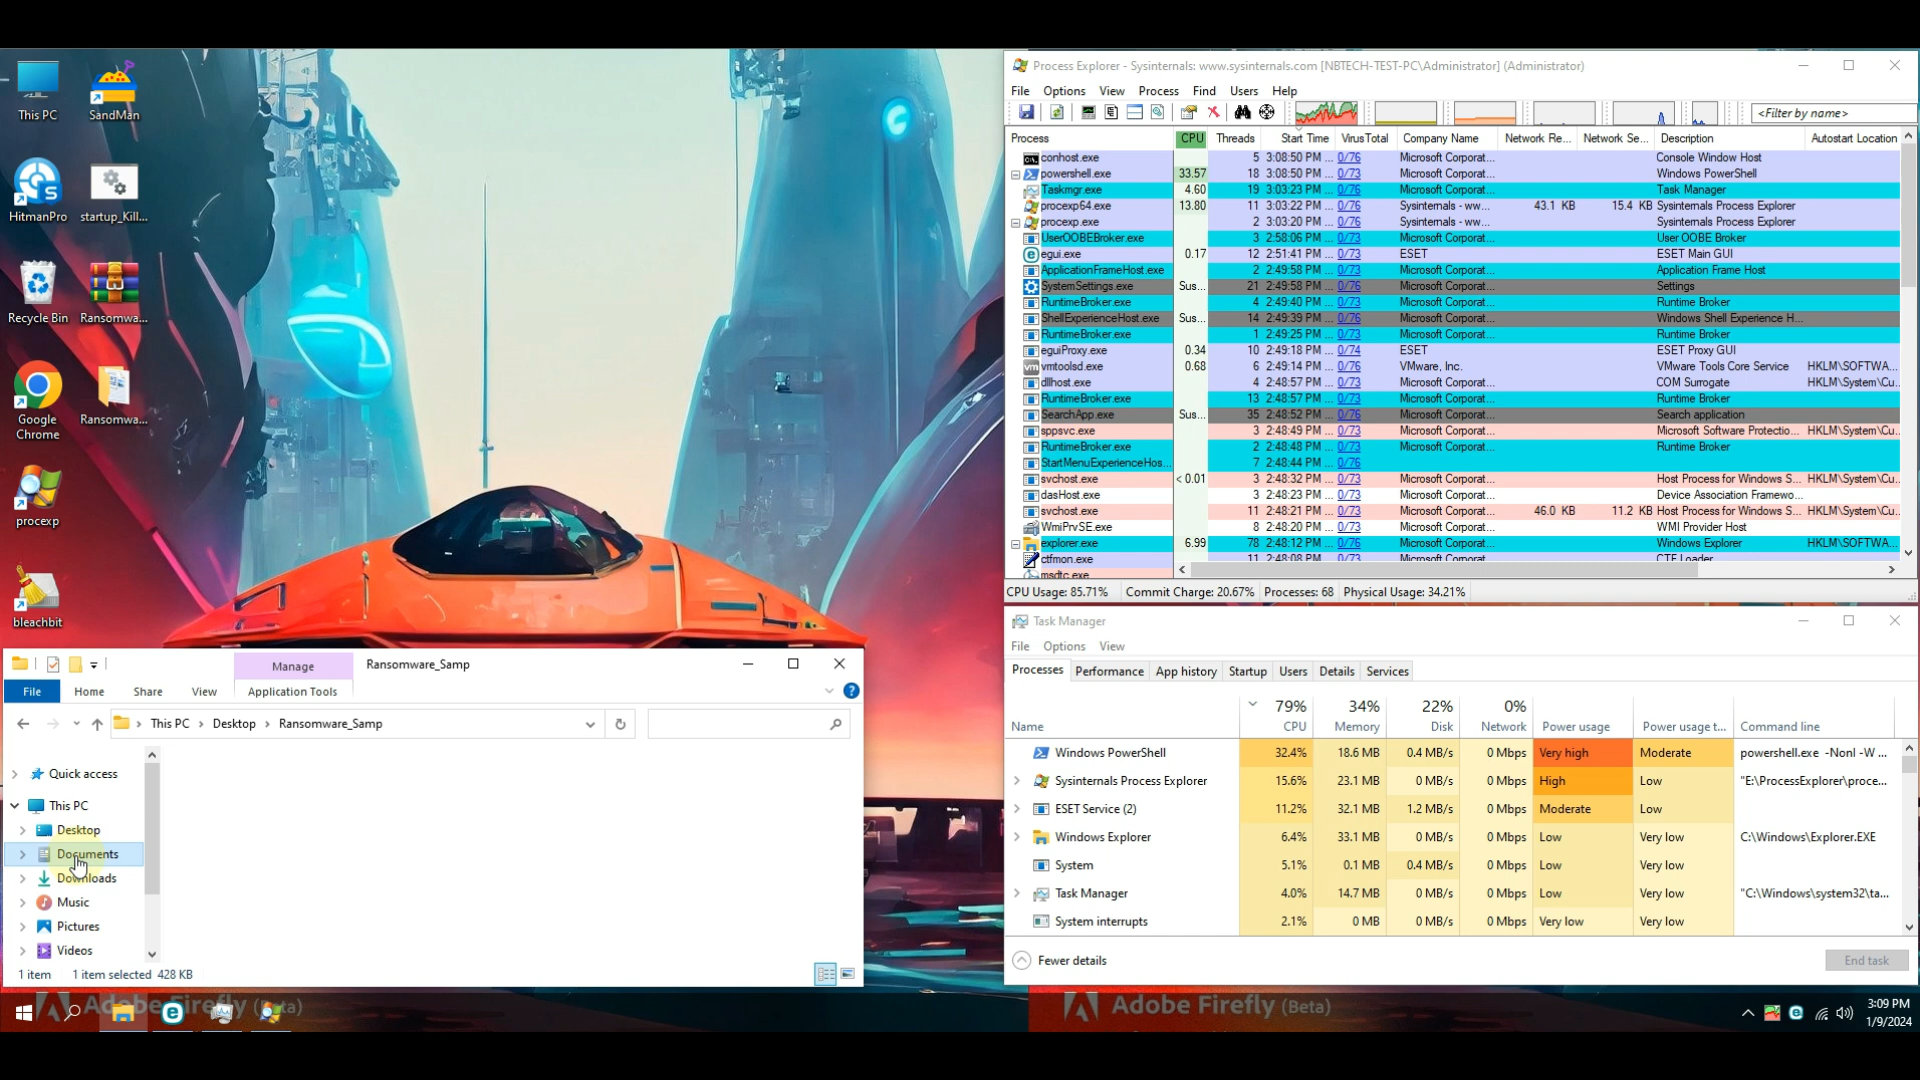 This PC
SandMan
HitmanPro
startup_Kill...
Recycle Bin
Ransomwa...
Google
Chrome
Ransomwa...
procexp
bleachbit
Process Explorer - Sysinternals: www.sysinternals.com [NBTECH-TEST-PC\Administrator] (Administrator)
File Options View Process Find Users Help
<Filter by name>
Process CPU Threads Start Time VirusTotal Company Name Network Re... Network Se... Description Autostart Location
conhost.exe 5 3:08:50 PM ... 0/76 Microsoft Corporat... Console Window Host
powershell.exe 33.57 18 3:08:50 PM ... 0/73 Microsoft Corporat... Windows PowerShell
Taskmgr.exe 4.60 19 3:03:23 PM ... 0/76 Microsoft Corporat... Task Manager
procexp64.exe 13.80 11 3:03:22 PM ... 0/76 Sysinternals - ww... 43.1 KB 15.4 KB Sysinternals Process Explorer
procexp.exe 2 3:03:20 PM ... 0/76 Sysinternals - ww... Sysinternals Process Explorer
UserOOBEBroker.exe 3 2:58:06 PM ... 0/73 Microsoft Corporat... User OOBE Broker
egui.exe 0.17 12 2:51:41 PM ... 0/73 ESET ESET Main GUI
ApplicationFrameHost.exe 2 2:49:58 PM ... 0/73 Microsoft Corporat... Application Frame Host
SystemSettings.exe Sus... 21 2:49:58 PM ... 0/76 Microsoft Corporat... Settings
RuntimeBroker.exe 4 2:49:40 PM ... 0/73 Microsoft Corporat... Runtime Broker
ShellExperienceHost.exe Sus... 14 2:49:39 PM ... 0/76 Microsoft Corporat... Windows Shell Experience H...
RuntimeBroker.exe 1 2:49:25 PM ... 0/73 Microsoft Corporat... Runtime Broker
eguiProxy.exe 0.34 10 2:49:18 PM ... 0/74 ESET ESET Proxy GUI
vmtoolsd.exe 0.68 6 2:49:14 PM ... 0/76 VMware, Inc. VMware Tools Core Service HKLM\SOFTWA...
dllhost.exe 4 2:48:57 PM ... 0/73 Microsoft Corporat... COM Surrogate HKLM\System\Cu...
RuntimeBroker.exe 13 2:48:57 PM ... 0/73 Microsoft Corporat... Runtime Broker
SearchApp.exe Sus... 35 2:48:52 PM ... 0/76 Microsoft Corporat... Search application
sppsvc.exe 3 2:48:49 PM ... 0/73 Microsoft Corporat... Microsoft Software Protectio... HKLM\System\Cu...
RuntimeBroker.exe 2 2:48:48 PM ... 0/73 Microsoft Corporat... Runtime Broker
StartMenuExperienceHos... 7 2:48:44 PM ... 0/76
svchost.exe < 0.01 3 2:48:32 PM ... 0/73 Microsoft Corporat... Host Process for Windows S... HKLM\System\Cu...
dasHost.exe 3 2:48:23 PM ... 0/73 Microsoft Corporat... Device Association Framewo...
svchost.exe 11 2:48:21 PM ... 0/73 Microsoft Corporat... 46.0 KB 11.2 KB Host Process for Windows S... HKLM\System\Cu...
WmiPrvSE.exe 8 2:48:20 PM ... 0/73 Microsoft Corporat... WMI Provider Host
explorer.exe 6.99 78 2:48:12 PM ... 0/76 Microsoft Corporat... Windows Explorer HKLM\SOFTWA...
ctfmon.exe 11 2:48:08 PM ... 0/73 Microsoft Corporat... CTF Loader
msdtc.exe
CPU Usage: 85.71% Commit Charge: 20.67% Processes: 68 Physical Usage: 34.21%
Task Manager
File Options View
Processes Performance App history Startup Users Details Services
79% 34% 22% 0%
Name CPU Memory Disk Network Power usage Power usage t... Command line
Windows PowerShell 32.4% 18.6 MB 0.4 MB/s 0 Mbps Very high Moderate powershell.exe -NonI -W ...
Sysinternals Process Explorer 15.6% 23.1 MB 0 MB/s 0 Mbps High Low "E:\ProcessExplorer\proce...
ESET Service (2) 11.2% 32.1 MB 1.2 MB/s 0 Mbps Moderate Low
Windows Explorer 6.4% 33.1 MB 0 MB/s 0 Mbps Low Very low C:\Windows\Explorer.EXE
System 5.1% 0.1 MB 0.4 MB/s 0 Mbps Low Very low
Task Manager 4.0% 14.7 MB 0 MB/s 0 Mbps Low Very low "C:\Windows\system32\ta...
System interrupts 2.1% 0 MB 0 MB/s 0 Mbps Very low Very low
Fewer details End task
Manage Ransomware_Samp
File Home Share View Application Tools
This PC Desktop Ransomware_Samp
Quick access
This PC
Desktop
Documents
Downloads
Music
Pictures
Videos
1 item 1 item selected 428 KB
Adobe Firefly (Beta)
Adobe Firefly (Beta)
3:09 PM
1/9/2024